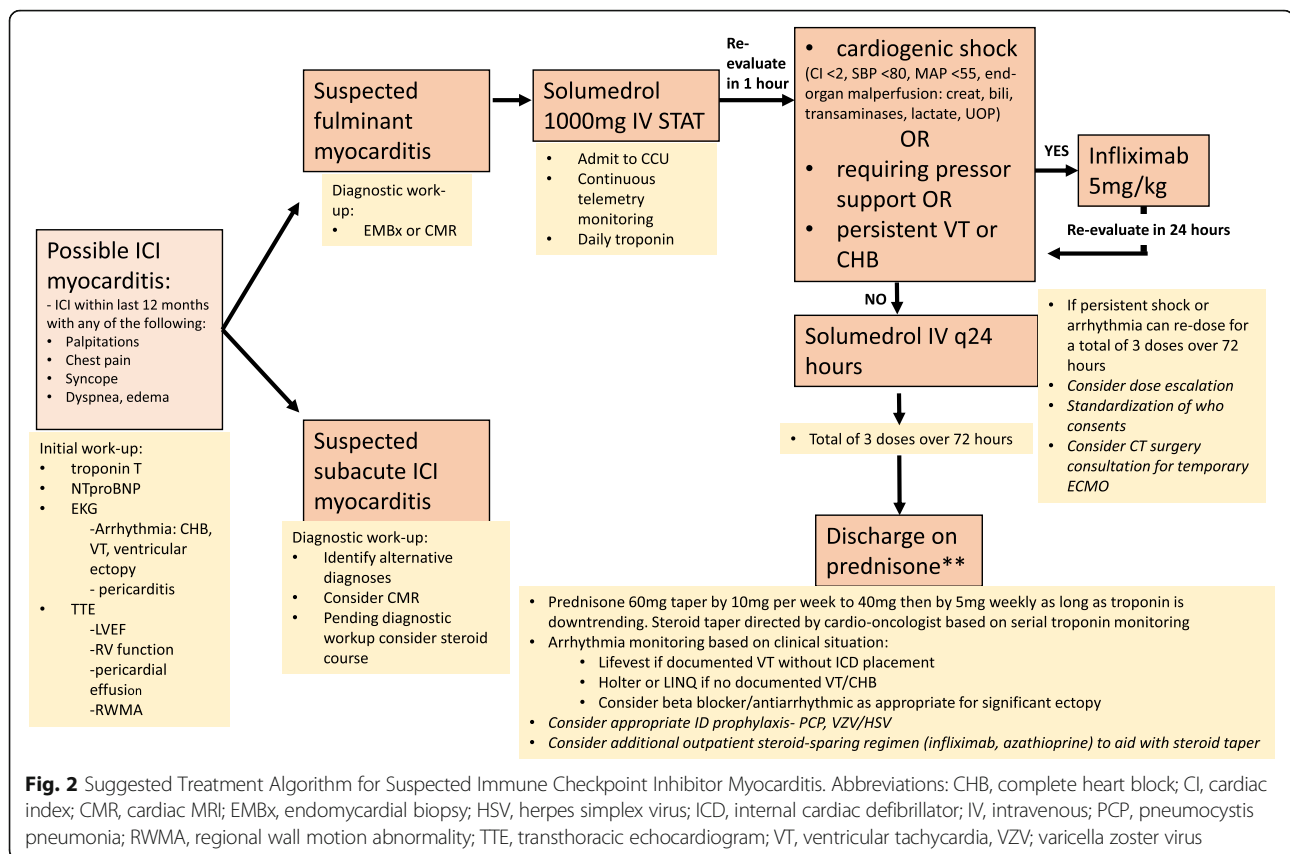 Possible ICI
myocarditis:
- ICI within last 12 months
with any of the following:
• Palpitations
• Chest pain
• Syncope
• Dyspnea, edema
Initial work-up:
• troponin T
• NTproBNP
• EKG
-Arrhythmia: CHB,
VT, ventricular
ectopy
- pericarditis
• TTE
-LVEF
-RV function
-pericardial
effusion
-RWMA
Suspected
fulminant
myocarditis
Diagnostic work-
up:
• EMBx or CMR
Suspected
subacute ICI
myocarditis
Diagnostic work-up:
• Identify alternative
diagnoses
• Consider CMR
• Pending diagnostic
workup consider steroid
course
Solumedrol
1000mg IV STAT
• Admit to CCU
• Continuous
telemetry
monitoring
• Daily troponin
Re-
evaluate
in 1 hour
• cardiogenic shock
(CI <2, SBP <80, MAP <55, end-
organ malperfusion: creat, bili,
transaminases, lactate, UOP)
OR
• requiring pressor
support OR
• persistent VT or
CHB
YES
Infliximab
5mg/kg
Re-evaluate in 24 hours
• If persistent shock or
arrhythmia can re-dose for
a total of 3 doses over 72
hours
• Consider dose escalation
• Standardization of who
consents
• Consider CT surgery
consultation for temporary
ECMO
NO
Solumedrol IV q24
hours
• Total of 3 doses over 72 hours
Discharge on
prednisone**
• Prednisone 60mg taper by 10mg per week to 40mg then by 5mg weekly as long as troponin is
downtrending. Steroid taper directed by cardio-oncologist based on serial troponin monitoring
• Arrhythmia monitoring based on clinical situation:
• Lifevest if documented VT without ICD placement
• Holter or LINQ if no documented VT/CHB
• Consider beta blocker/antiarrhythmic as appropriate for significant ectopy
• Consider appropriate ID prophylaxis- PCP, VZV/HSV
• Consider additional outpatient steroid-sparing regimen (infliximab, azathioprine) to aid with steroid taper
Fig. 2 Suggested Treatment Algorithm for Suspected Immune Checkpoint Inhibitor Myocarditis. Abbreviations: CHB, complete heart block; CI, cardiac
index; CMR, cardiac MRI; EMBx, endomycardial biopsy; HSV, herpes simplex virus; ICD, internal cardiac defibrillator; IV, intravenous; PCP, pneumocystis
pneumonia; RWMA, regional wall motion abnormality; TTE, transthoracic echocardiogram; VT, ventricular tachycardia, VZV; varicella zoster virus